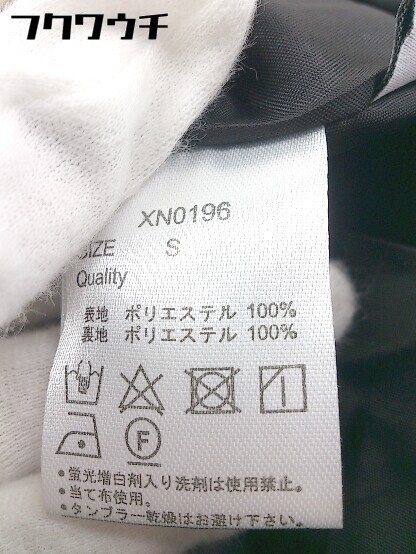 フクワウチ
XN0196
SIZE S
Quality
表地 ポリエステル 100%
裏地 ポリエステル 100%
F
・蛍光増白剤入り洗剤は使用禁止。
・当て布使用。
・タンブラー乾燥はお避け下さい。